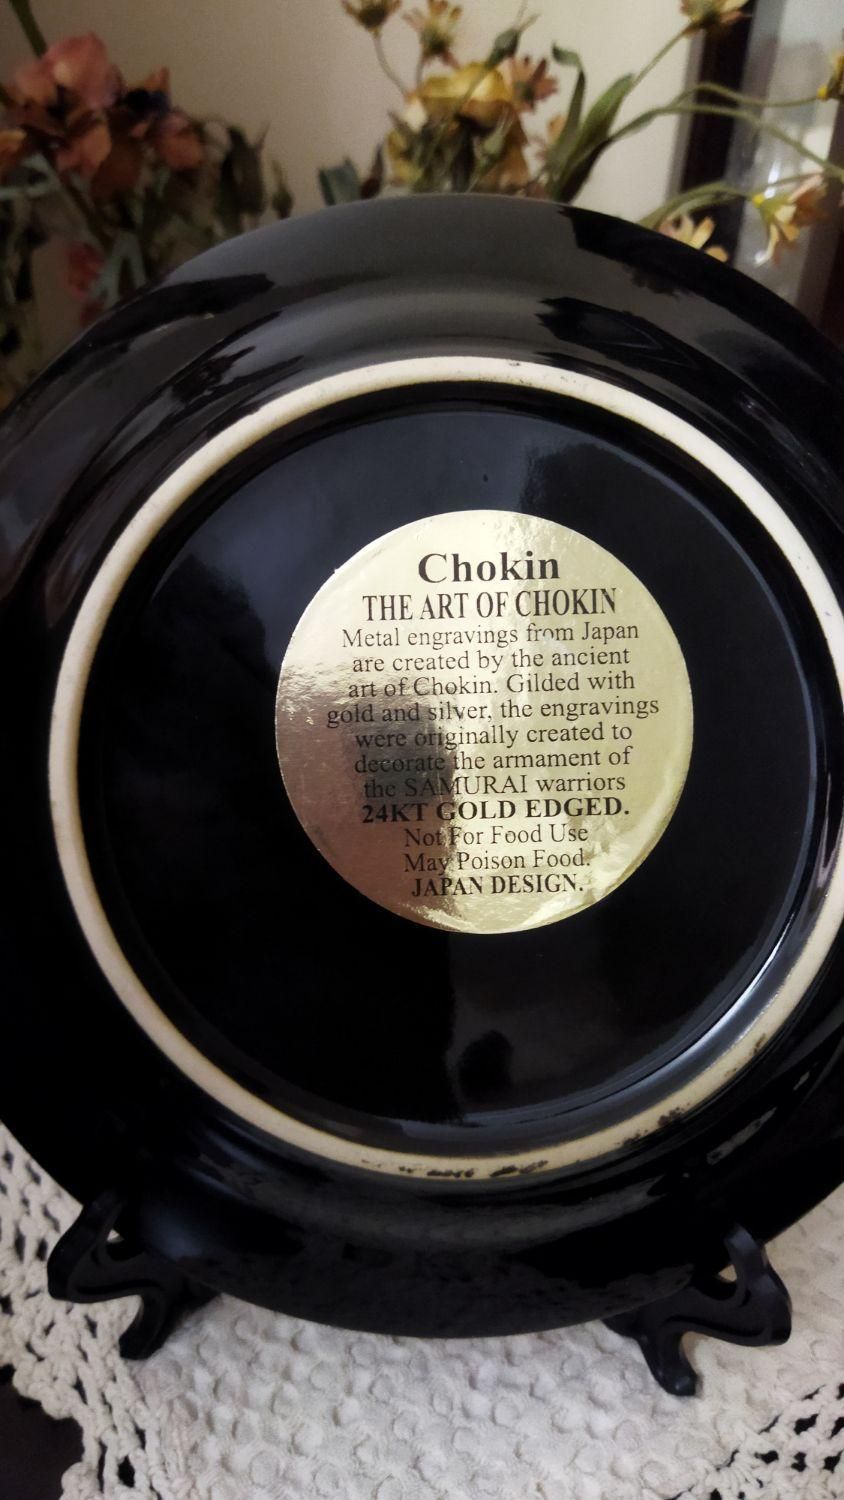 Chokin
THE ART OF CHOKIN
Metal engravings from Japan
are created by the ancient
art of Chokin. Gilded with
gold and silver, the engravings
were originally created to
decorate the armament of
the SAMURAI warriors
24KT GOLD EDGED.
Not For Food Use
May Poison Food.
JAPAN DESIGN.